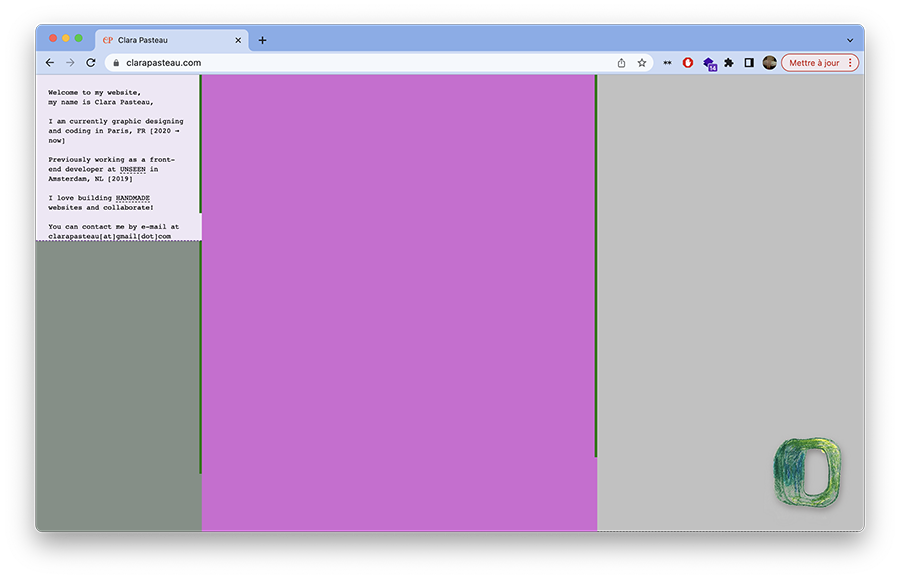 CP Clara Pasteau
clarapasteau.com
54
Mettre à jour
Welcome to my website,
my name is Clara Pasteau,
I am currently graphic designing
and coding in Paris, FR [2020 →
now]
Previously working as a front-
end developer at UNSEEN in
Amsterdam, NL [2019]
I love building HANDMADE
websites and collaborate!
You can contact me by e-mail at
clarapasteau[at]gmail[dot]com